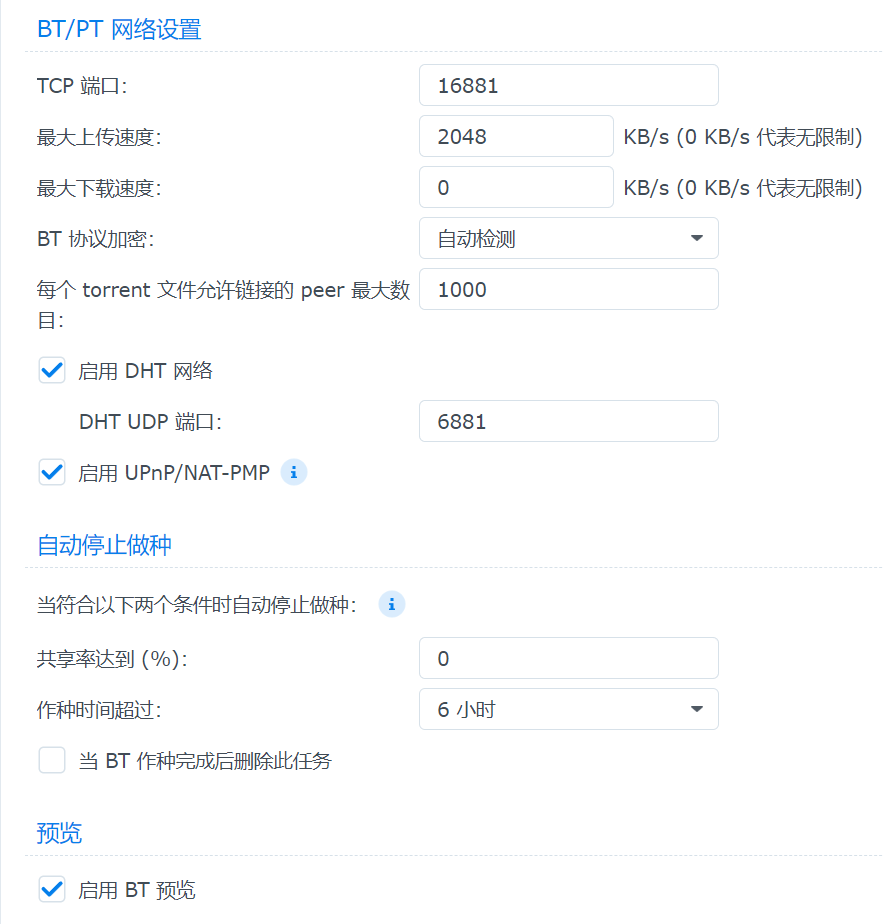 BT/PT 网络设置
TCP 端口: 16881
最大上传速度: 2048 KB/s (0 KB/s 代表无限制)
最大下载速度: 0 KB/s (0 KB/s 代表无限制)
BT 协议加密: 自动检测
每个 torrent 文件允许链接的 peer 最大数 1000
目:
启用 DHT 网络
DHT UDP 端口: 6881
启用 UPnP/NAT-PMP i
自动停止做种
当符合以下两个条件时自动停止做种: i
共享率达到 (%): 0
作种时间超过: 6 小时
当 BT 作种完成后删除此任务
预览
启用 BT 预览